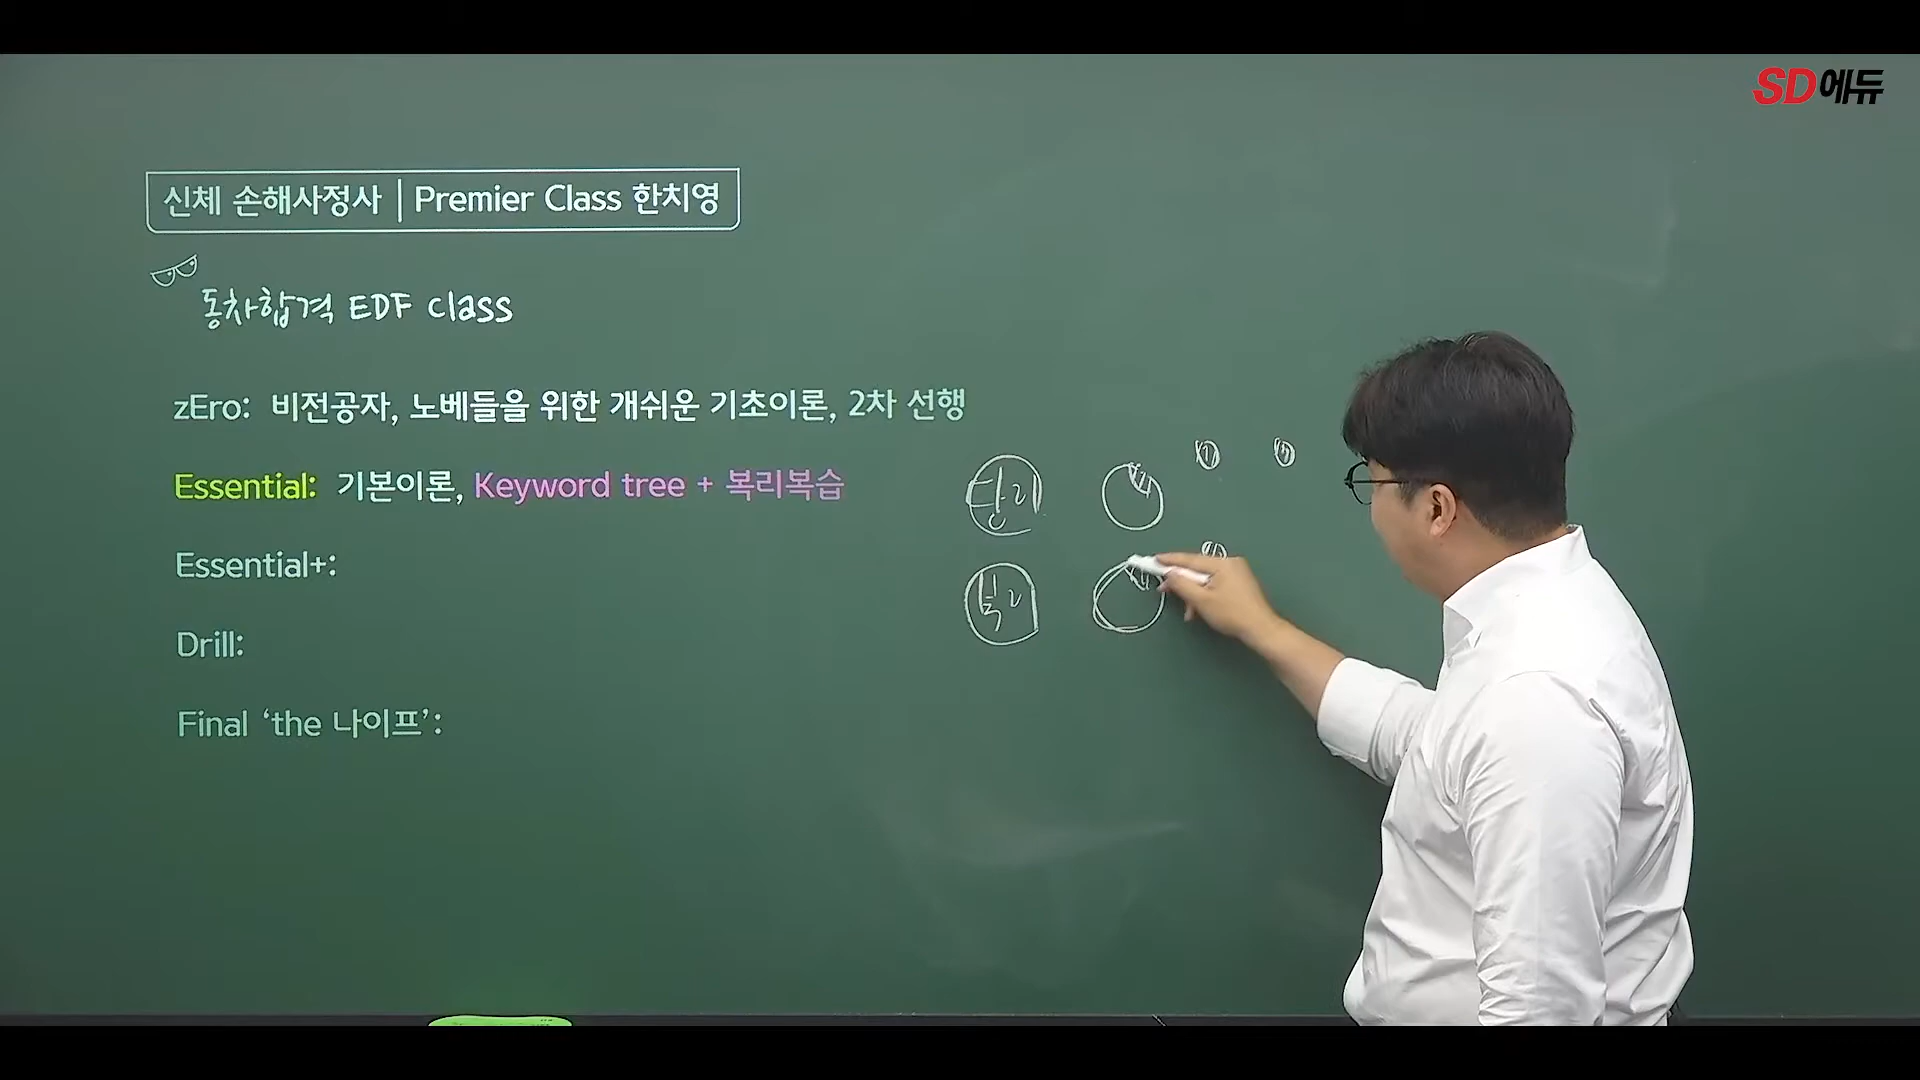 SD에듀
신체 손해사정사 | Premier Class 한치영
동차합격 EDF Class
zEro: 비전공자, 노베들을 위한 개쉬운 기초이론, 2차 선행
Essential: 기본이론, Keyword tree + 복리복습
단리
Essential+:
복리
Drill:
Final ‘the 나이프’: